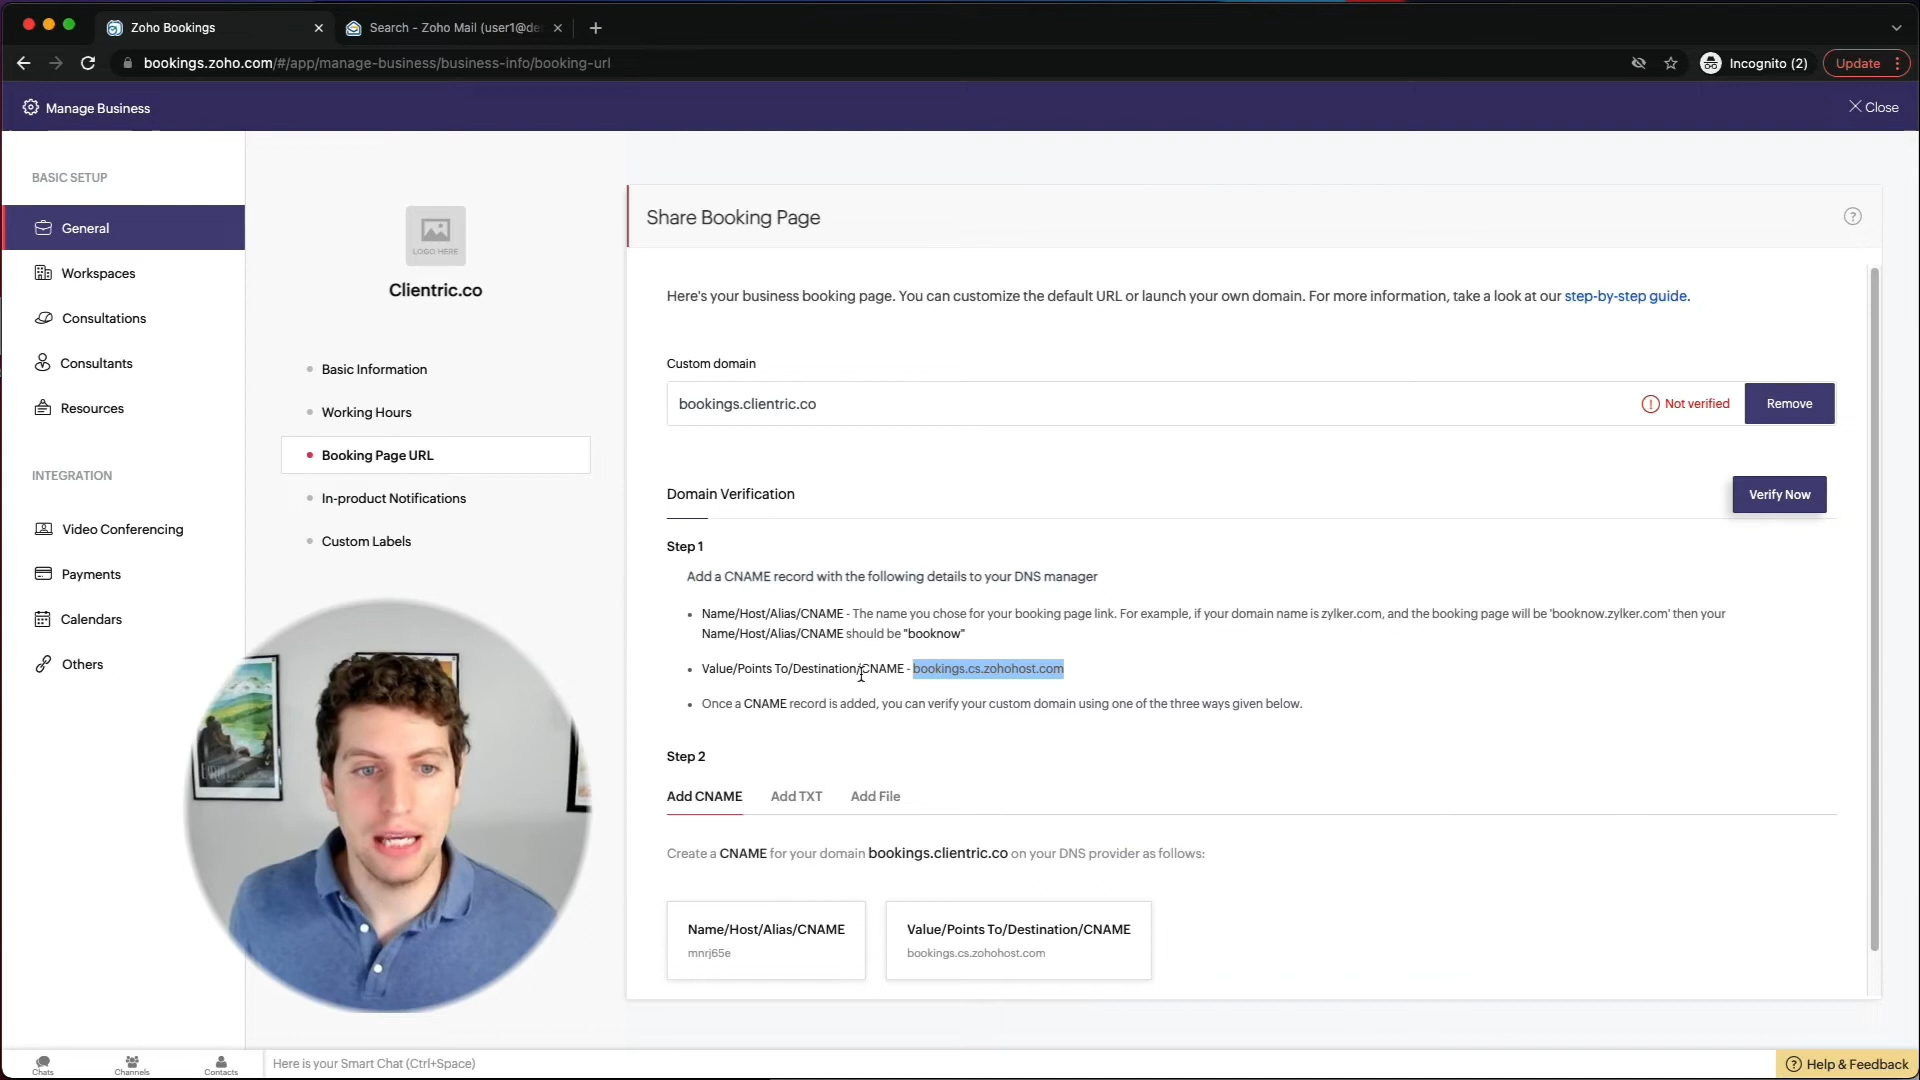 Zoho Bookings
Search - Zoho Mail (user1@de
bookings.zoho.com/#/app/manage-business/business-info/booking-url
Incognito (2)
Update
Manage Business
Close
BASIC SETUP
General
Workspaces
Consultations
Consultants
Resources
INTEGRATION
Video Conferencing
Payments
Calendars
Others
LOGO HERE
Clientric.co
Basic Information
Working Hours
Booking Page URL
In-product Notifications
Custom Labels
Share Booking Page
Here's your business booking page. You can customize the default URL or launch your own domain. For more information, take a look at our step-by-step guide.
Custom domain
bookings.clientric.co
Not verified
Remove
Domain Verification
Verify Now
Step 1
Add a CNAME record with the following details to your DNS manager
Name/Host/Alias/CNAME - The name you chose for your booking page link. For example, if your domain name is zylker.com, and the booking page will be 'booknow.zylker.com' then your
Name/Host/Alias/CNAME should be "booknow"
Value/Points To/Destination/CNAME - bookings.cs.zohohost.com
Once a CNAME record is added, you can verify your custom domain using one of the three ways given below.
Step 2
Add CNAME
Add TXT
Add File
Create a CNAME for your domain bookings.clientric.co on your DNS provider as follows:
Name/Host/Alias/CNAME
mnrj65e
Value/Points To/Destination/CNAME
bookings.cs.zohohost.com
Chats
Channels
Contacts
Here is your Smart Chat (Ctrl+Space)
Help & Feedback